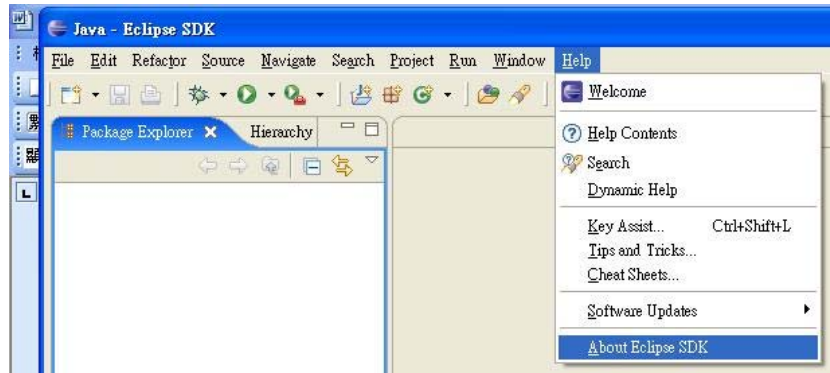 Java - Eclipse SDK
File Edit Refactor Source Navigate Search Project Run Window Help
Package Explorer Hierarchy
Welcome
Help Contents
Search
Dynamic Help
Key Assist... Ctrl+Shift+L
Tips and Tricks...
Cheat Sheets...
Software Updates
About Eclipse SDK